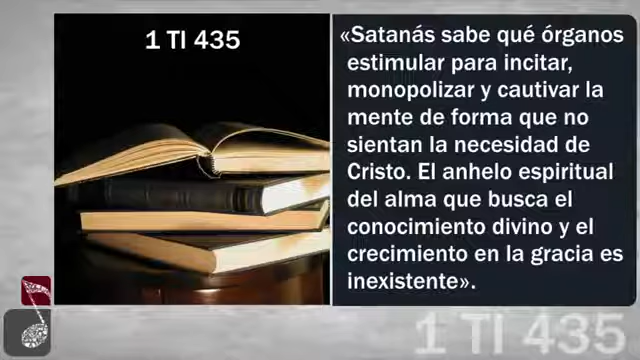 1 TI 435
«Satanás sabe qué órganos
estimular para incitar,
monopolizar y cautivar la
mente de forma que no
sientan la necesidad de
Cristo. El anhelo espiritual
del alma que busca el
conocimiento divino y el
crecimiento en la gracia es
inexistente».
1 TI 435